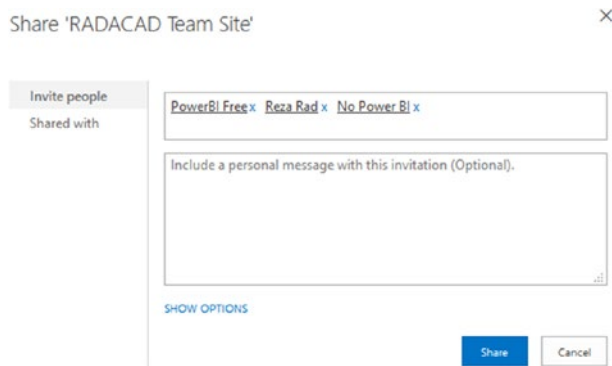 Share 'RADACAD Team Site'
Invite people
Shared with
PowerBI Free x Reza Rad x No Power BI x
Include a personal message with this invitation (Optional).
SHOW OPTIONS
Share Cancel